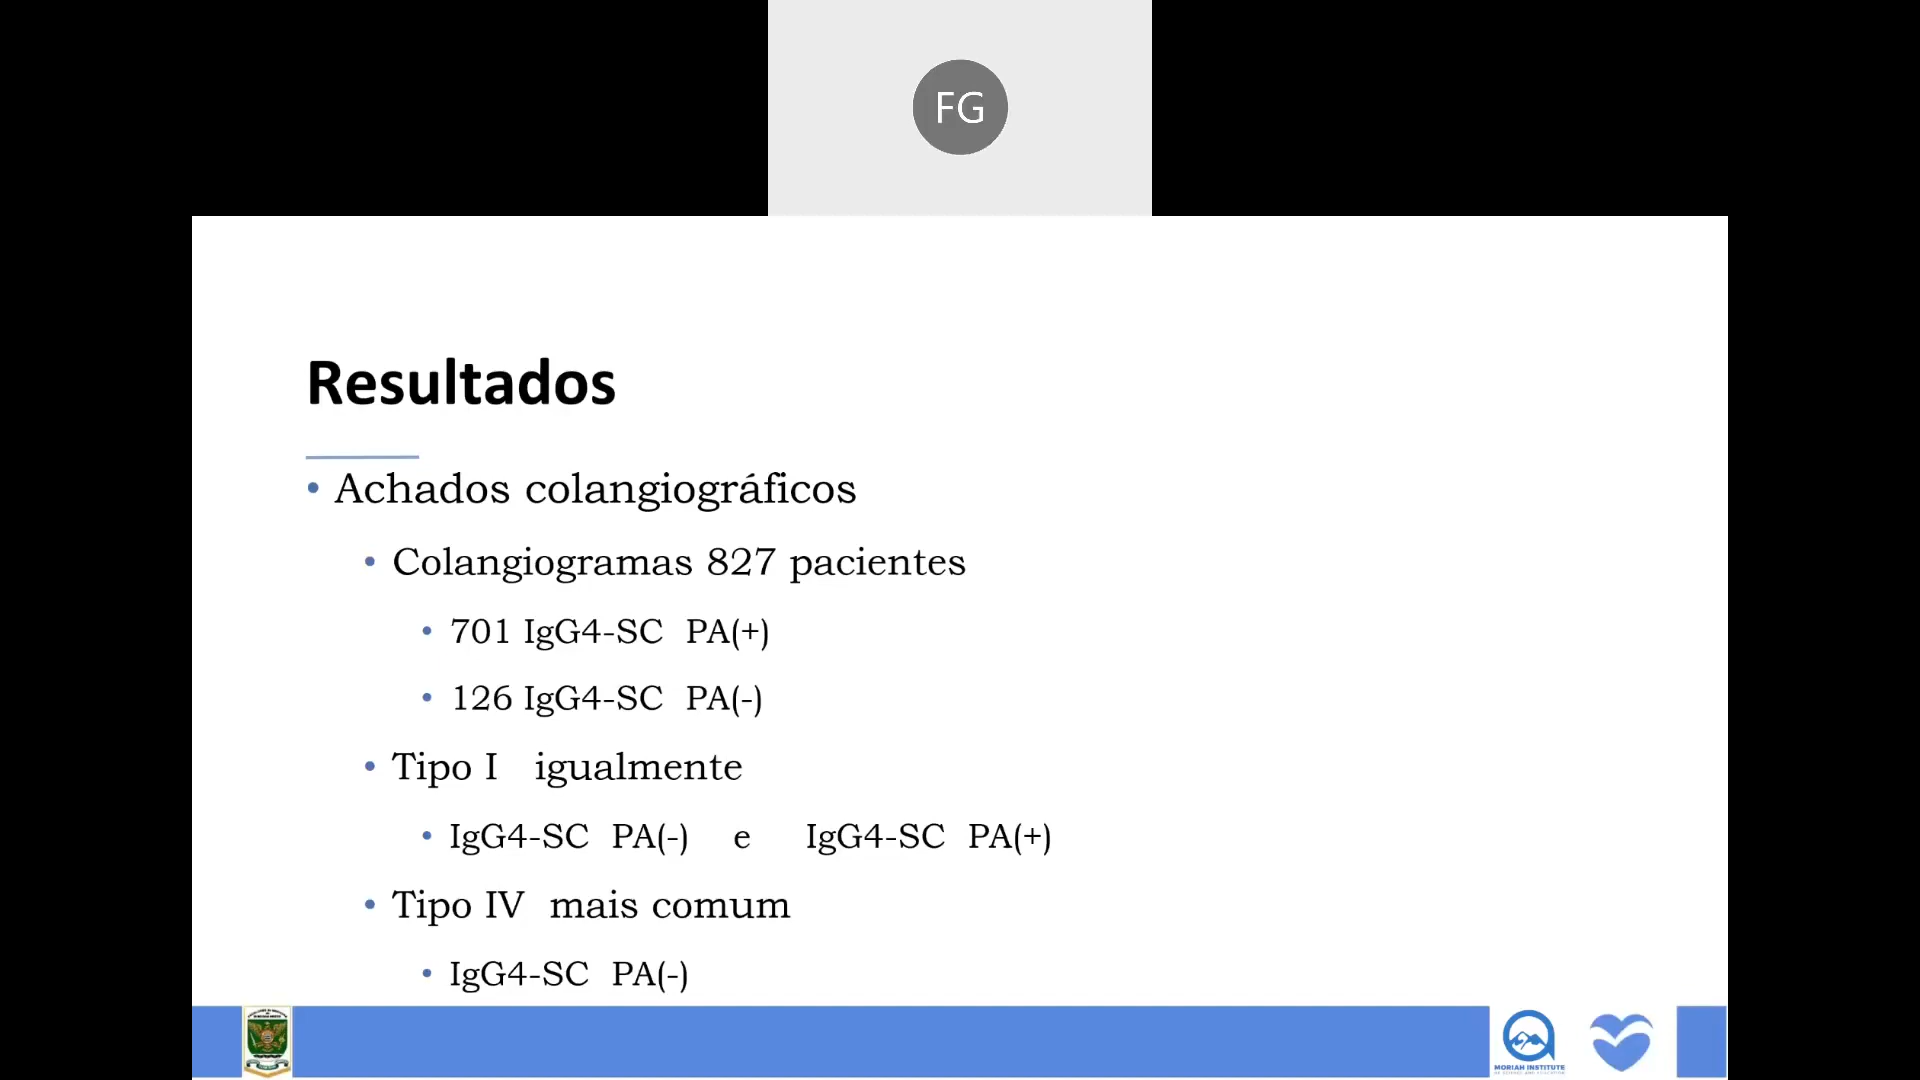 FG
Resultados
• Achados colangiográficos
• Colangiogramas 827 pacientes
• 701 IgG4-SC PA(+)
• 126 IgG4-SC PA(-)
• Tipo I igualmente
• IgG4-SC PA(-) e IgG4-SC PA(+)
• Tipo IV mais comum
• IgG4-SC PA(-)
MORIAH INSTITUTE